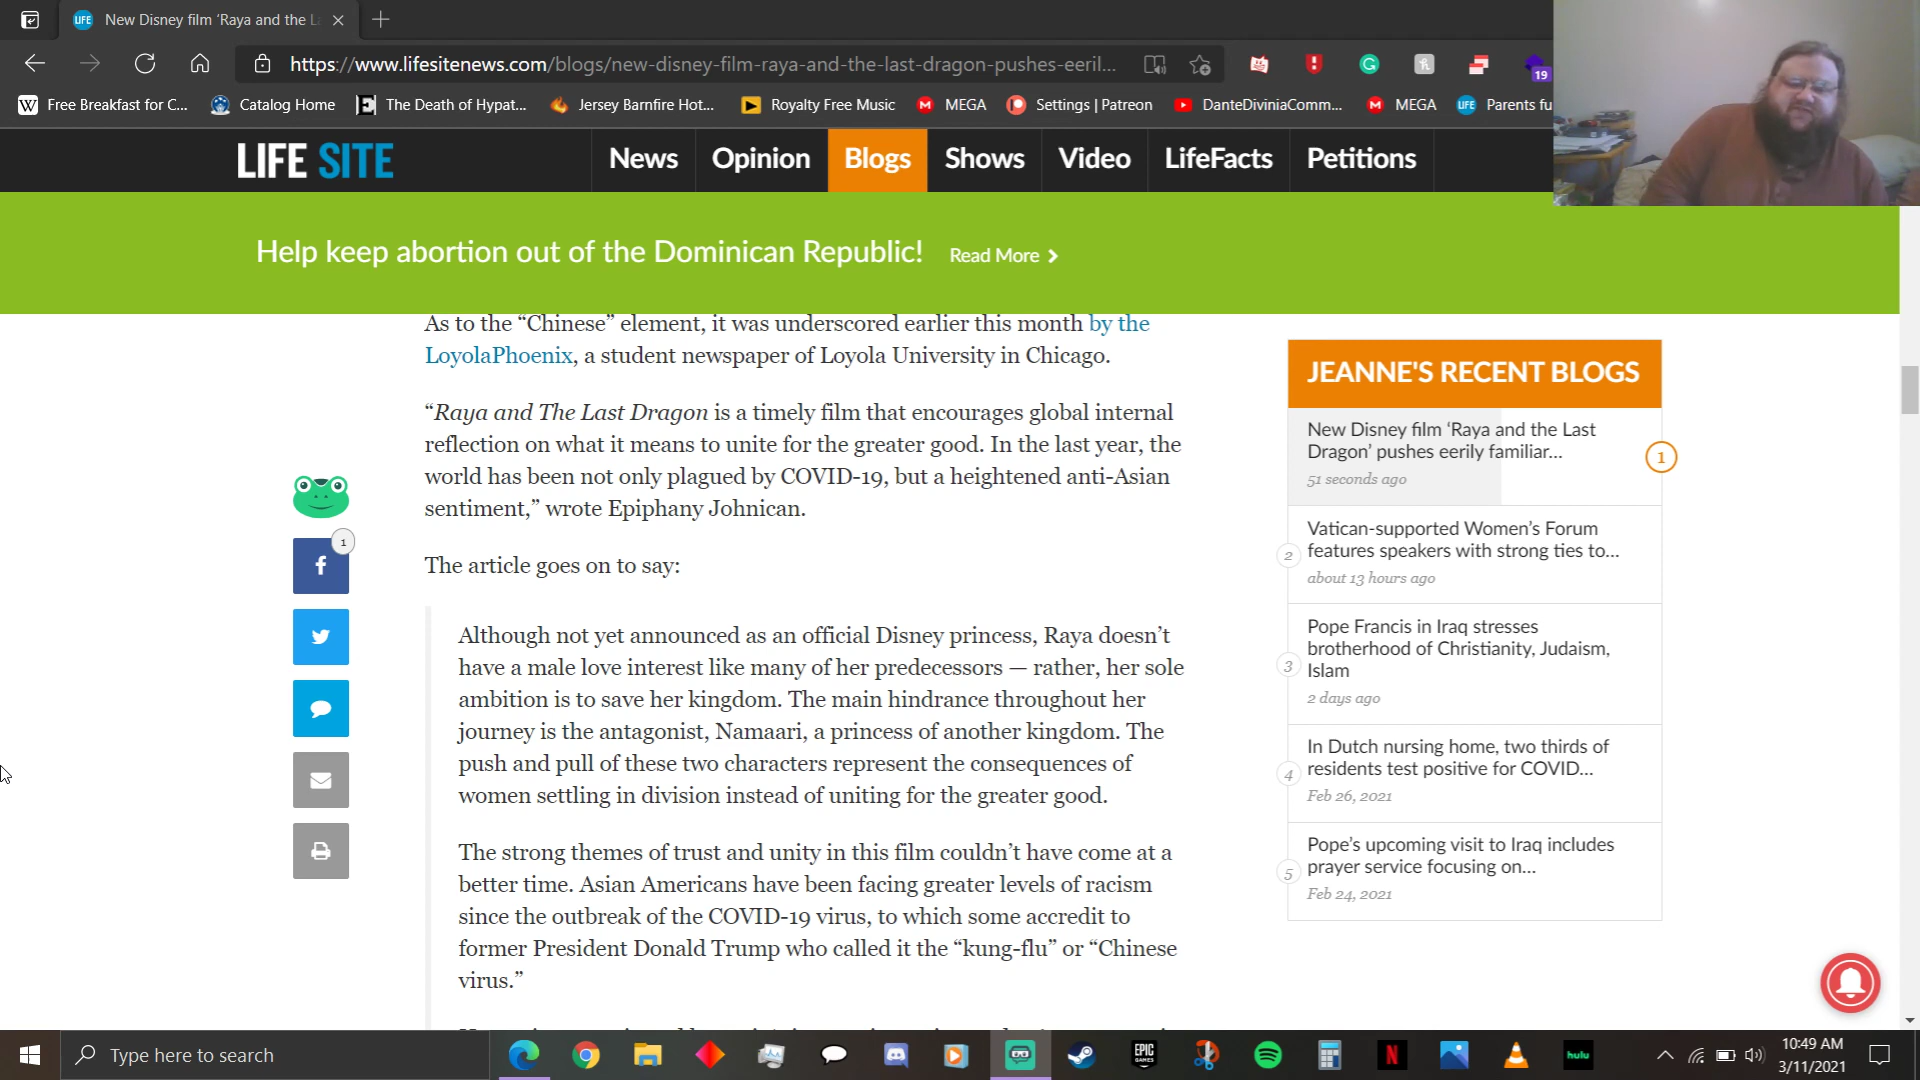 New Disney film 'Raya and the L
https://www.lifesitenews.com/blogs/new-disney-film-raya-and-the-last-dragon-pushes-eeril...
19
Free Breakfast for C...
Catalog Home
The Death of Hypat...
Jersey Barnfire Hot...
Royalty Free Music
MEGA
Settings | Patreon
DanteDiviniaComm...
MEGA
LIFE Parents fu
LIFE SITE
News
Opinion
Blogs
Shows
Video
LifeFacts
Petitions
Help keep abortion out of the Dominican Republic! Read More
As to the “Chinese” element, it was underscored earlier this month by the
LoyolaPhoenix, a student newspaper of Loyola University in Chicago.
“Raya and The Last Dragon is a timely film that encourages global internal
reflection on what it means to unite for the greater good. In the last year, the
world has been not only plagued by COVID-19, but a heightened anti-Asian
sentiment,” wrote Epiphany Johnican.
The article goes on to say:
Although not yet announced as an official Disney princess, Raya doesn’t
have a male love interest like many of her predecessors — rather, her sole
ambition is to save her kingdom. The main hindrance throughout her
journey is the antagonist, Namaari, a princess of another kingdom. The
push and pull of these two characters represent the consequences of
women settling in division instead of uniting for the greater good.
The strong themes of trust and unity in this film couldn’t have come at a
better time. Asian Americans have been facing greater levels of racism
since the outbreak of the COVID-19 virus, to which some accredit to
former President Donald Trump who called it the “kung-flu” or “Chinese
virus.”
1
JEANNE'S RECENT BLOGS
New Disney film ‘Raya and the Last
Dragon’ pushes eerily familiar...
51 seconds ago
1
Vatican-supported Women’s Forum
features speakers with strong ties to...
about 13 hours ago
2
Pope Francis in Iraq stresses
brotherhood of Christianity, Judaism,
Islam
2 days ago
3
In Dutch nursing home, two thirds of
residents test positive for COVID...
Feb 26, 2021
4
Pope's upcoming visit to Iraq includes
prayer service focusing on...
Feb 24, 2021
5
Type here to search
EPIC
GAMES
N
hulu
10:49 AM
3/11/2021